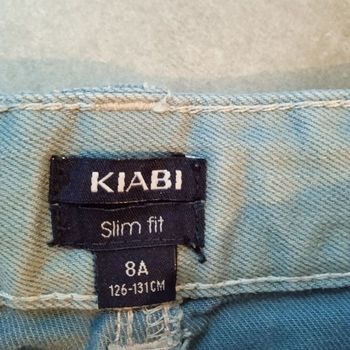 KIABI
Slim fit
8A
126-131CM